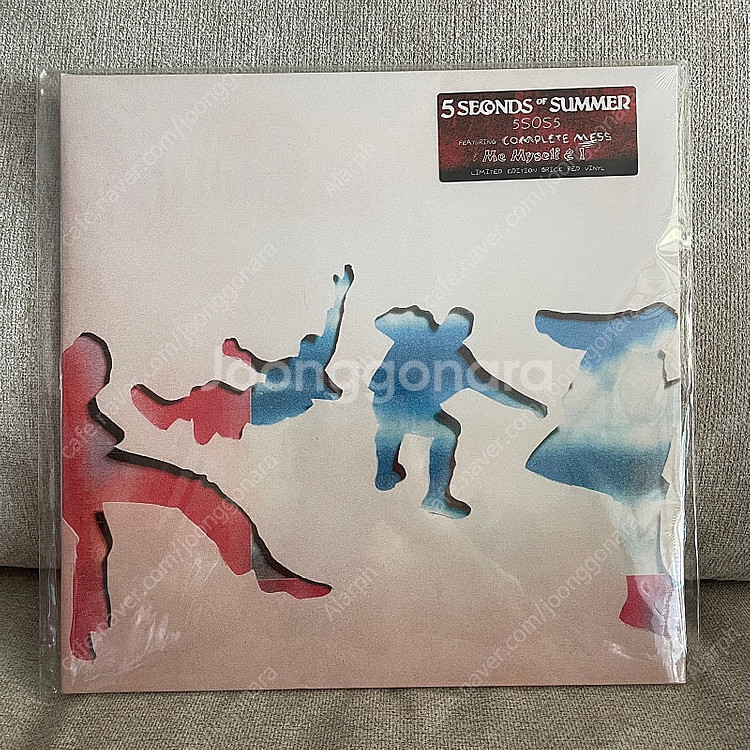 5 SECONDS OF SUMMER
5SOS5
FEATURING COMPLETE MESS
Me Myself & I
LIMITED EDITION BRICK RED VINYL
Joonggonara
cafe.naver.com/joonggonara
Alarph